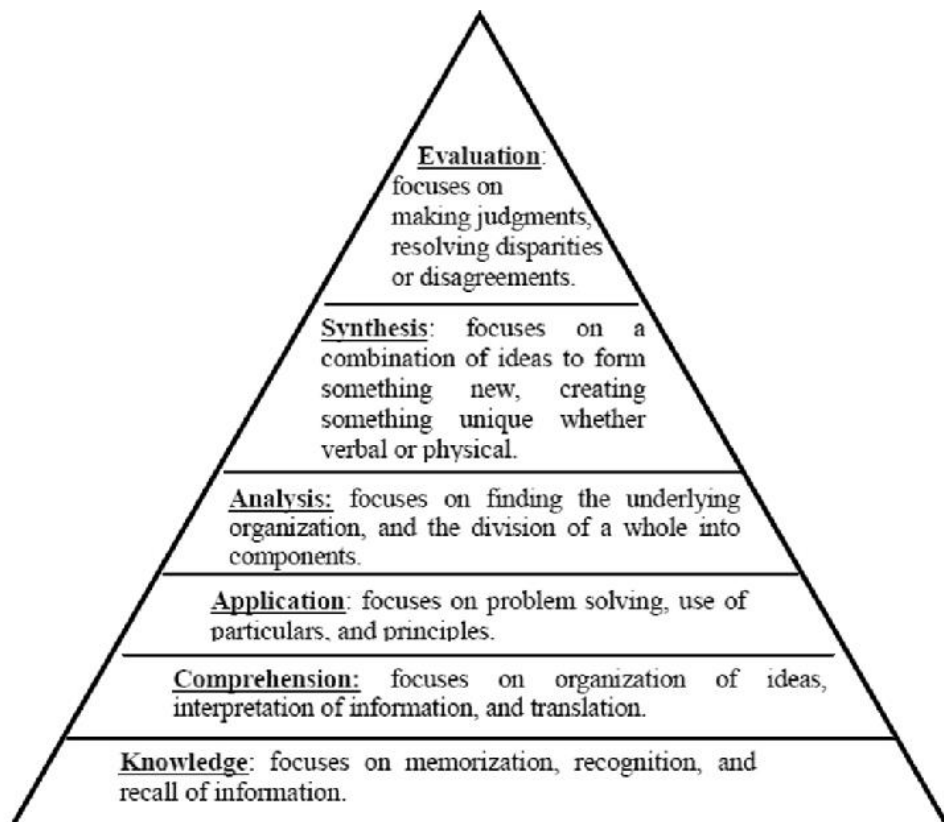 Evaluation:
focuses on
making judgments,
resolving disparities
or disagreements.
Synthesis: focuses on a
combination of ideas to form
something new, creating
something unique whether
verbal or physical.
Analysis: focuses on finding the underlying
organization, and the division of a whole into
components.
Application: focuses on problem solving, use of
particulars, and principles.
Comprehension: focuses on organization of ideas,
interpretation of information, and translation.
Knowledge: focuses on memorization, recognition, and
recall of information.